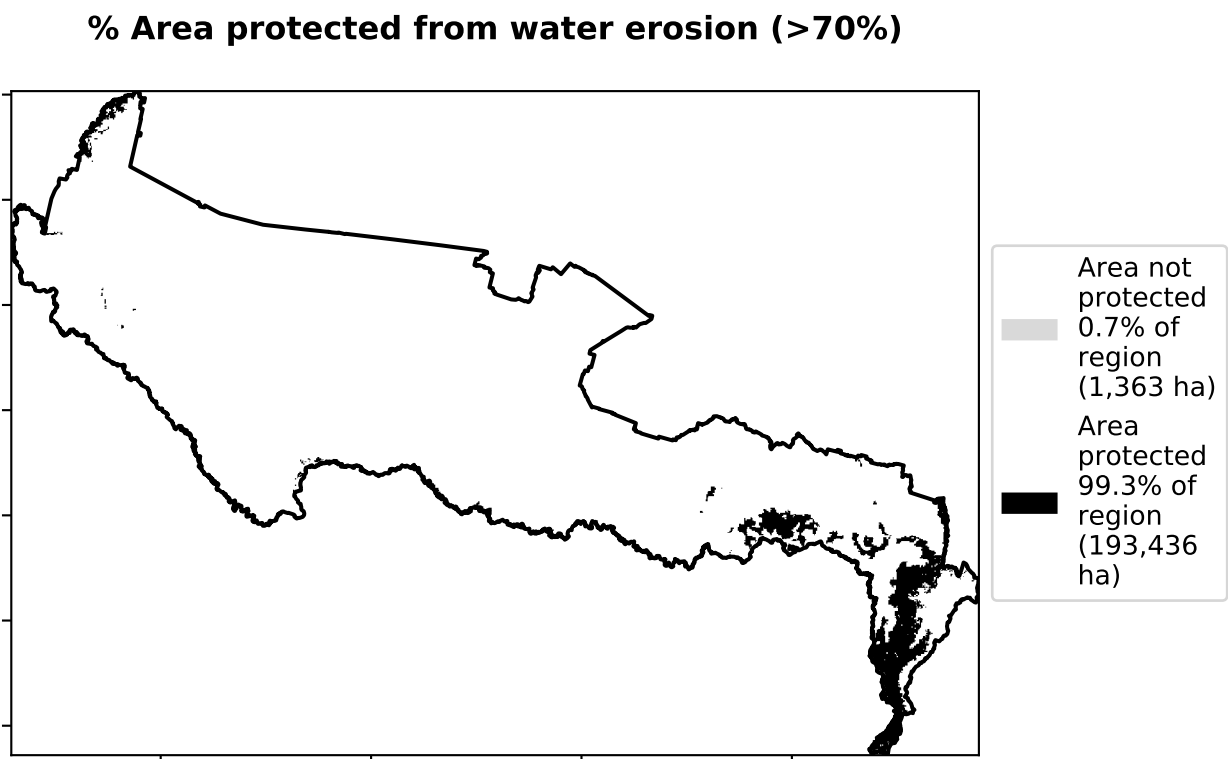 % Area protected from water erosion (>70%)
Area not
protected
0.7% of
region
(1,363 ha)
Area
protected
99.3% of
region
(193,436
ha)